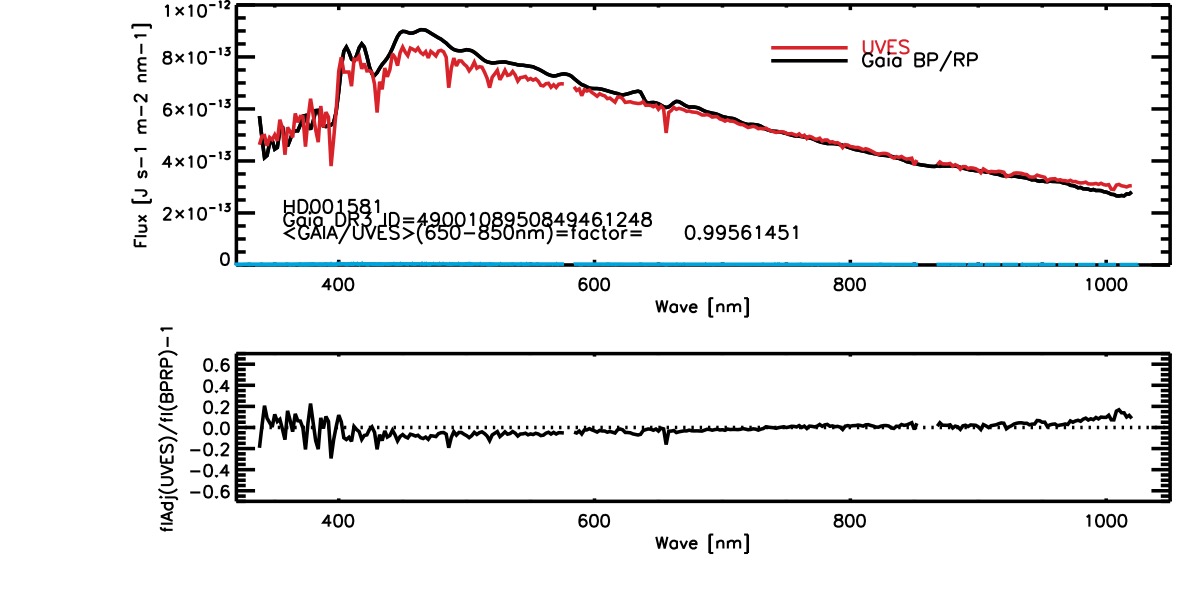 1×10−12
8×10−13
6×10−13
4×10−13
2×10−13
0
Flux [J s−1 m−2 nm−1]
UVES
Gaia BP/RP
HD001581
Gaia DR3 ID=4900108950849461248
<GAIA/UVES>(650−850nm)=factor= 0.99561451
400 600 800 1000
Wave [nm]
flAdj(UVES)/fl(BPRP)−1
0.6
0.4
0.2
0.0
−0.2
−0.4
−0.6
400 600 800 1000
Wave [nm]